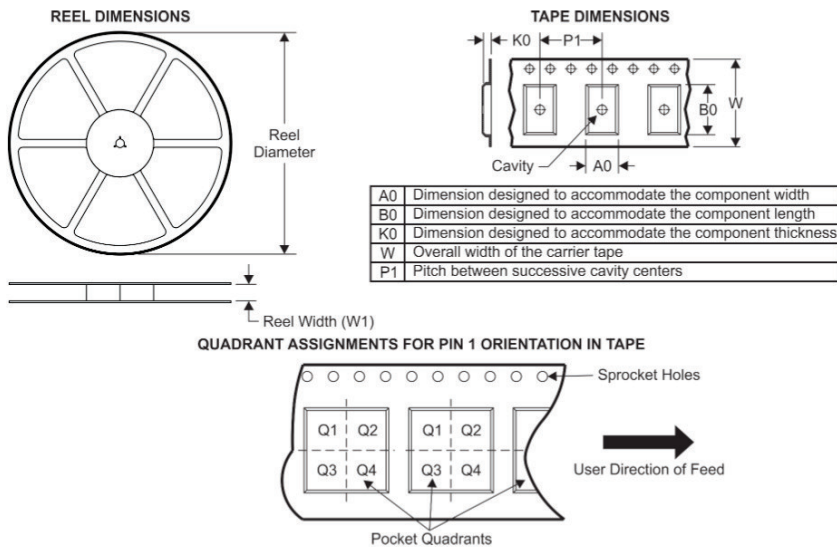 REEL DIMENSIONS
Reel
Diameter
Reel Width (W1)
TAPE DIMENSIONS
K0 P1
B0 W
Cavity
A0
A0 Dimension designed to accommodate the component width
B0 Dimension designed to accommodate the component length
K0 Dimension designed to accommodate the component thickness
W Overall width of the carrier tape
P1 Pitch between successive cavity centers
QUADRANT ASSIGNMENTS FOR PIN 1 ORIENTATION IN TAPE
Sprocket Holes
Q1 Q2 Q1 Q2
Q3 Q4 Q3 Q4
User Direction of Feed
Pocket Quadrants